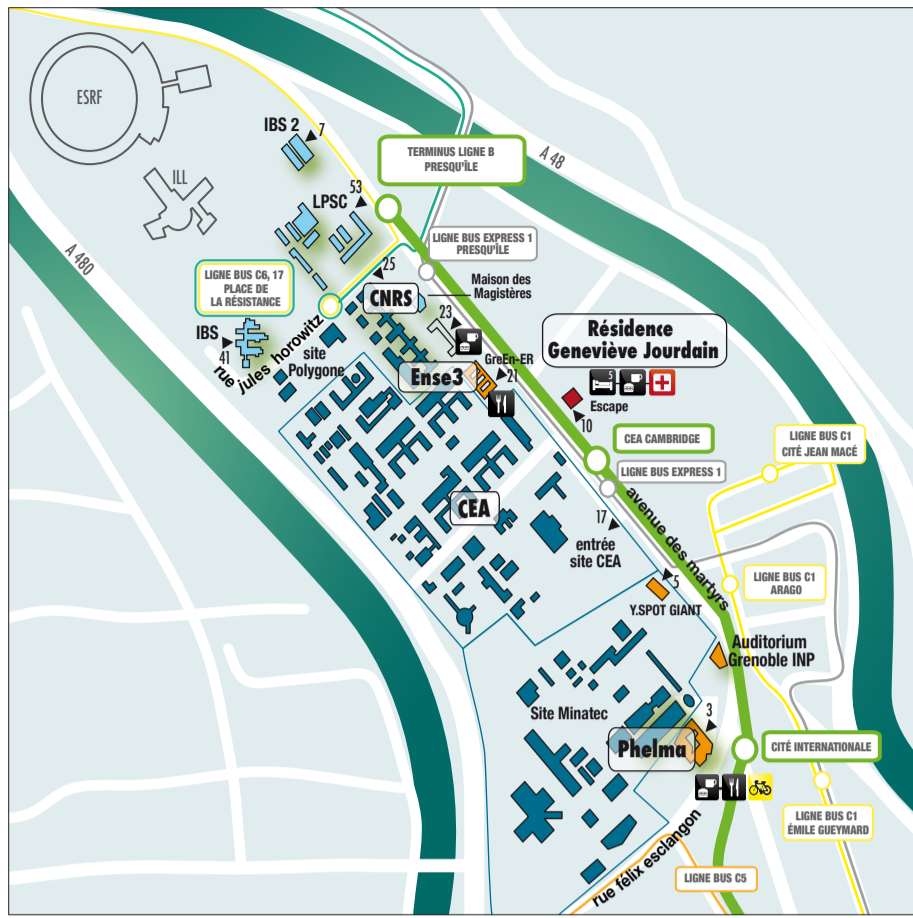 ESRF
IBS 2
7
ILL
A 48
TERMINUS LIGNE B
PRESQU'ÎLE
53
LPSC
A 480
LIGNE BUS EXPRESS 1
PRESQU'ÎLE
25
LIGNE BUS C6, 17
PLACE DE
LA RÉSISTANCE
CNRS
Maison des
Magistères
23
IBS
41
rue jules horowitz
site
Polygone
GreEn-ER
21
Ense3
Résidence
Geneviève Jourdain
5
Escape
10
CEA CAMBRIDGE
LIGNE BUS EXPRESS 1
LIGNE BUS C1
CITÉ JEAN MACÉ
CEA
17
entrée
site CEA
avenue des martyrs
5
Y.SPOT GIANT
LIGNE BUS C1
ARAGO
Auditorium
Grenoble INP
Site Minatec
3
Phelma
CITÉ INTERNATIONALE
LIGNE BUS C1
ÉMILE GUEYMARD
rue félix esclangon
LIGNE BUS C5